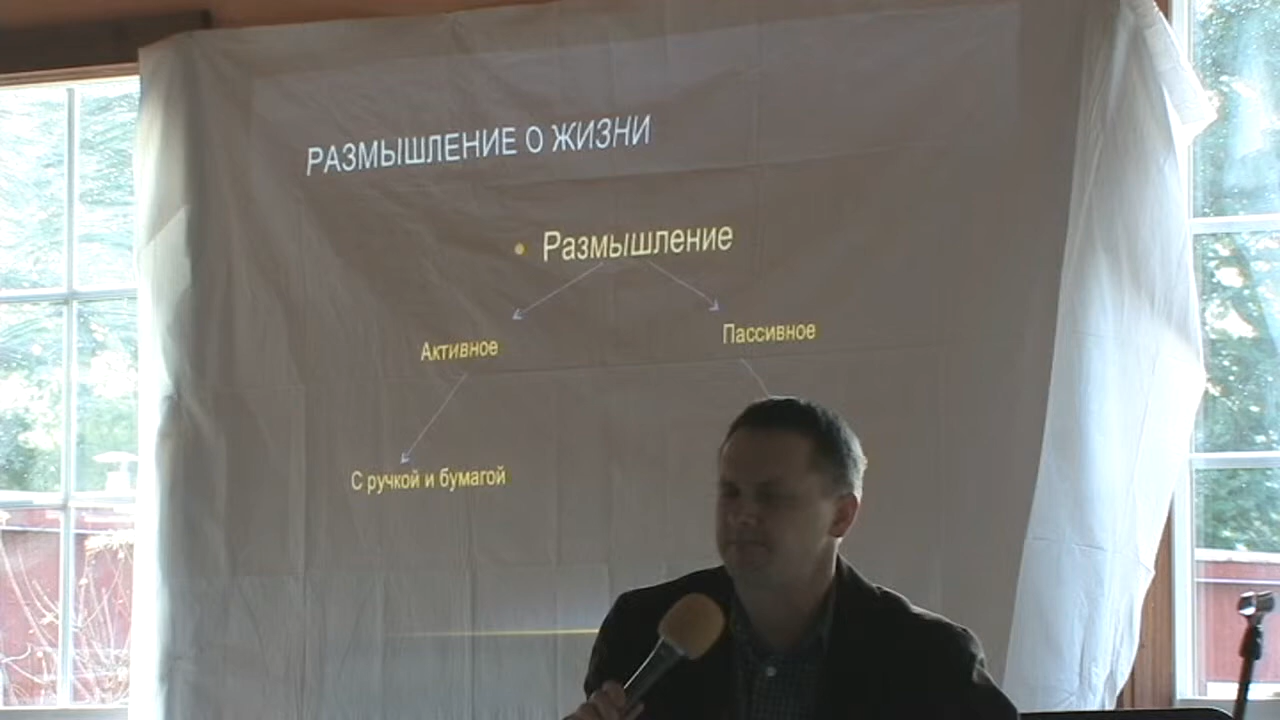 РАЗМЫШЛЕНИЕ О ЖИЗНИ
Размышление
Активное
Пассивное
С ручкой и бумагой